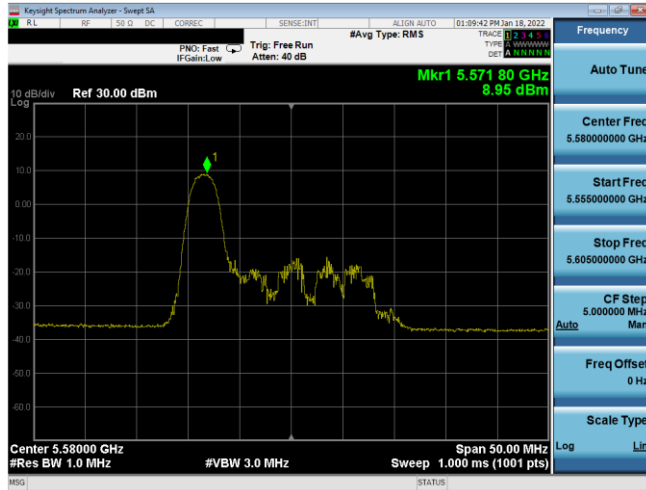 Keysight Spectrum Analyzer - Swept SA
RL RF 50 Ω DC CORREC SENSE:INT ALIGN AUTO 01:09:42 PM Jan 18, 2022
#Avg Type: RMS
TRACE 1 2 3 4 5 6
PNO: Fast Trig: Free Run
TYPE A WWWWW
IFGain:Low Atten: 40 dB
DET A N N N N N
Mkr1 5.571 80 GHz
10 dB/div Ref 30.00 dBm 8.95 dBm
Log
1
20.0
10.0
0.00
-10.0
-20.0
-30.0
-40.0
-50.0
-60.0
Center 5.58000 GHz Span 50.00 MHz
#Res BW 1.0 MHz #VBW 3.0 MHz Sweep 1.000 ms (1001 pts)
MSG STATUS
Frequency
Auto Tune
Center Freq
5.580000000 GHz
Start Freq
5.555000000 GHz
Stop Freq
5.605000000 GHz
CF Step
5.000000 MHz
Auto Man
Freq Offset
0 Hz
Scale Type
Log Lin